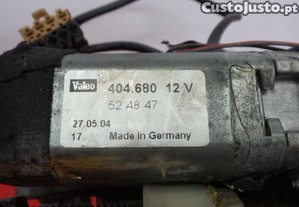 CustoJusto.pt
Valeo 404.680 12 V
52 48 47
27.05.04
17 Made in Germany